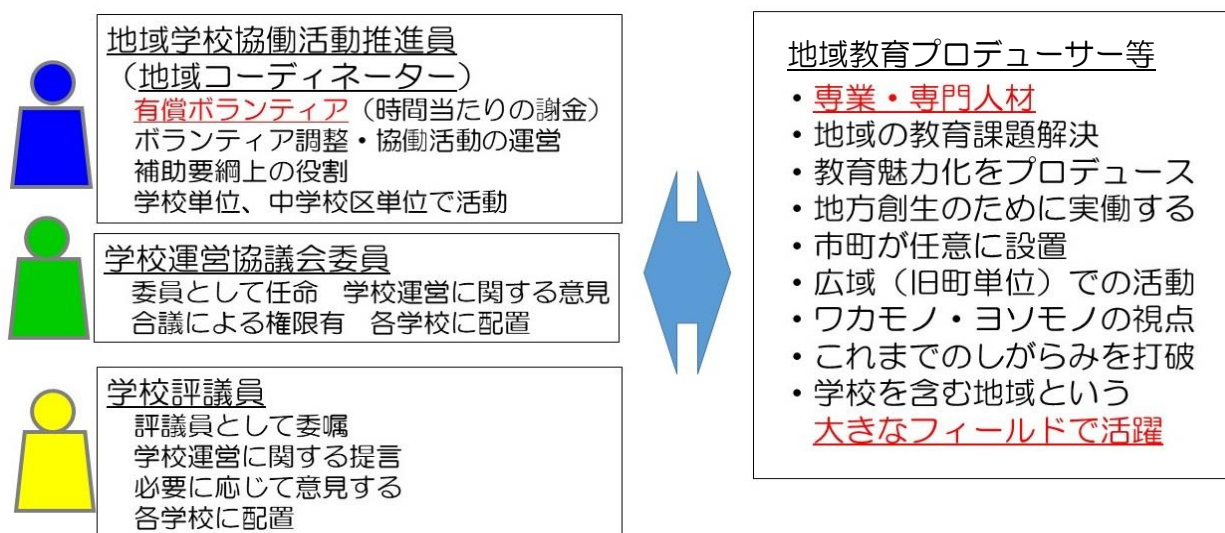 地域学校協働活動推進員
（地域コーディネーター）
有償ボランティア（時間当たりの謝金）
ボランティア調整・協働活動の運営
補助要綱上の役割
学校単位、中学校区単位で活動
学校運営協議会委員
委員として任命　学校運営に関する意見
合議による権限有　各学校に配置
学校評議員
評議員として委嘱
学校運営に関する提言
必要に応じて意見する
各学校に配置
地域教育プロデューサー等
・専業・専門人材
・地域の教育課題解決
・教育魅力化をプロデュース
・地方創生のために実働する
・市町が任意に設置
・広域（旧町単位）での活動
・ワカモノ・ヨソモノの視点
・これまでのしがらみを打破
・学校を含む地域という
大きなフィールドで活躍